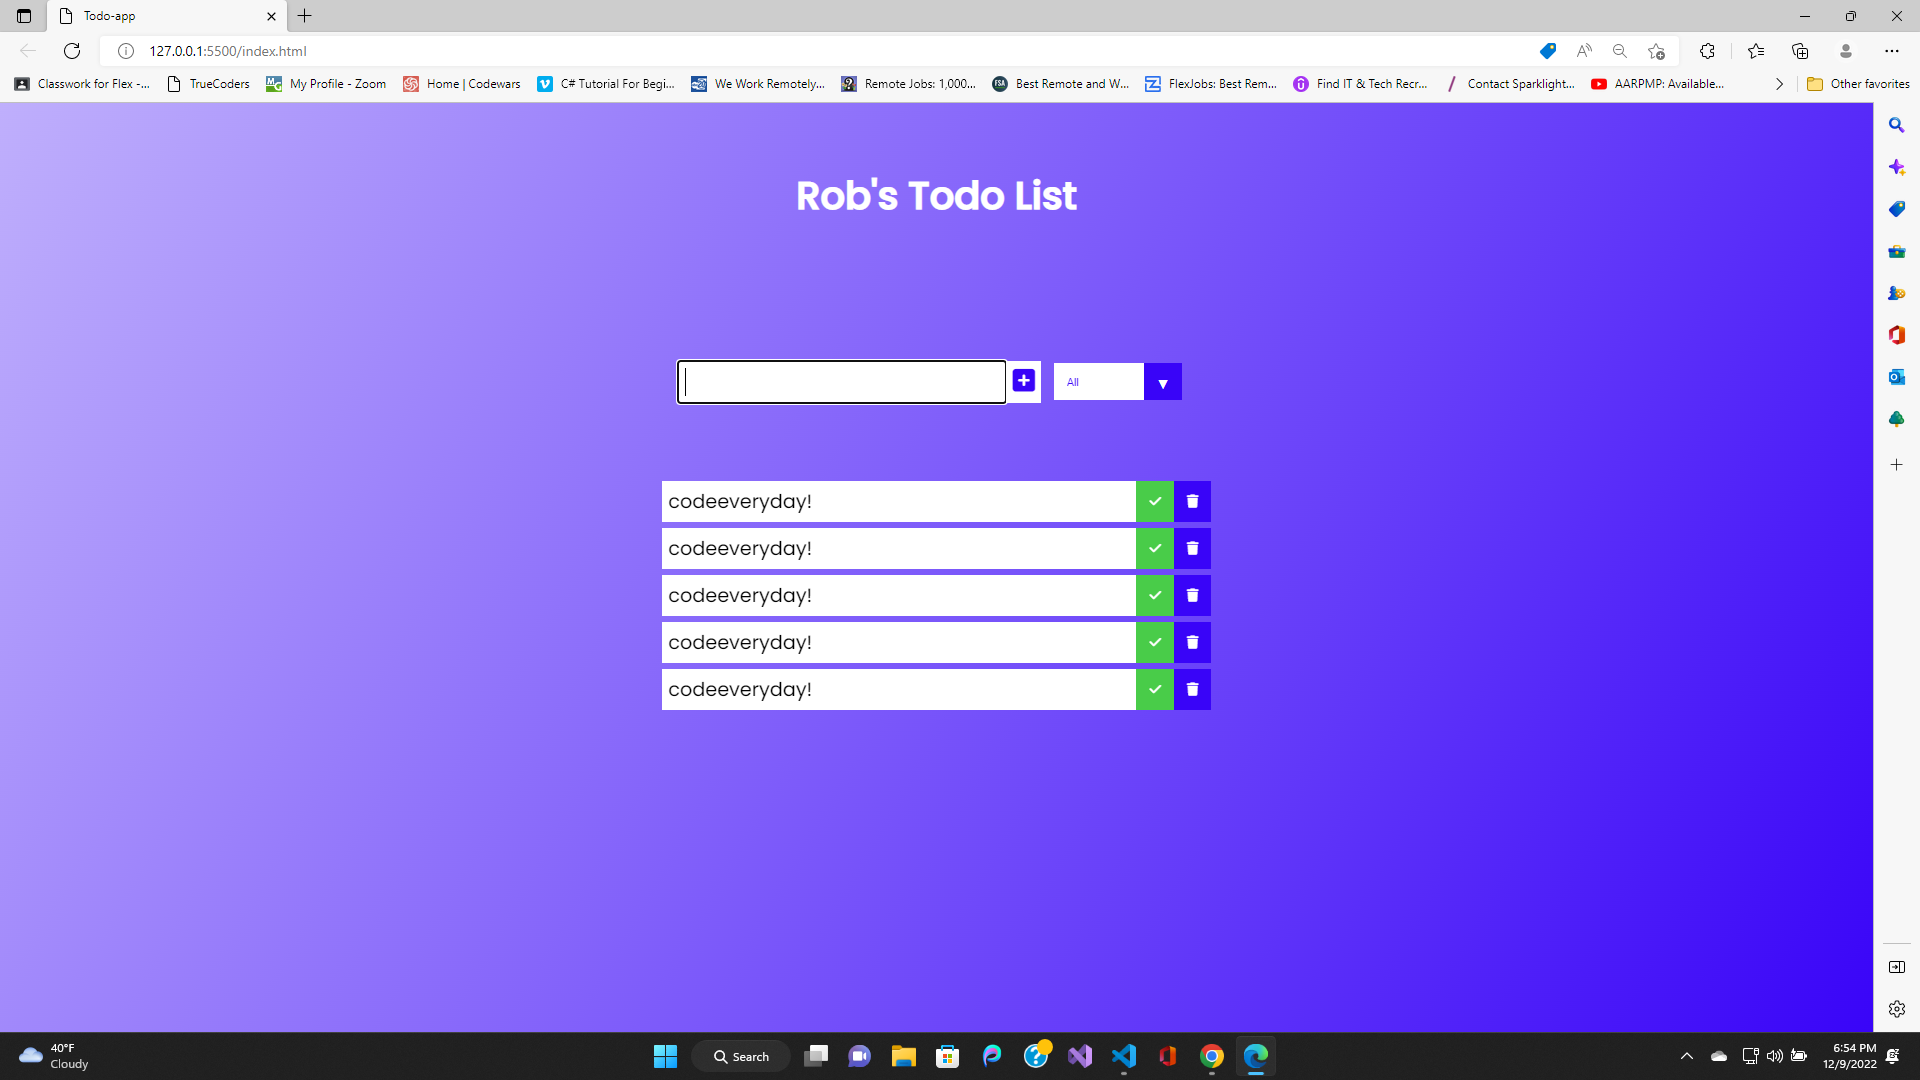 Todo-app
127.0.0.1:5500/index.html
Classwork for Flex -...
TrueCoders
My Profile - Zoom
Home | Codewars
C# Tutorial For Begi...
We Work Remotely...
Remote Jobs: 1,000...
Best Remote and W...
FlexJobs: Best Rem...
Find IT & Tech Recr...
Contact Sparklight...
AARPMP: Available...
Other favorites
Rob's Todo List
All
codeeveryday!
codeeveryday!
codeeveryday!
codeeveryday!
codeeveryday!
40°F
Cloudy
Search
6:54 PM
12/9/2022